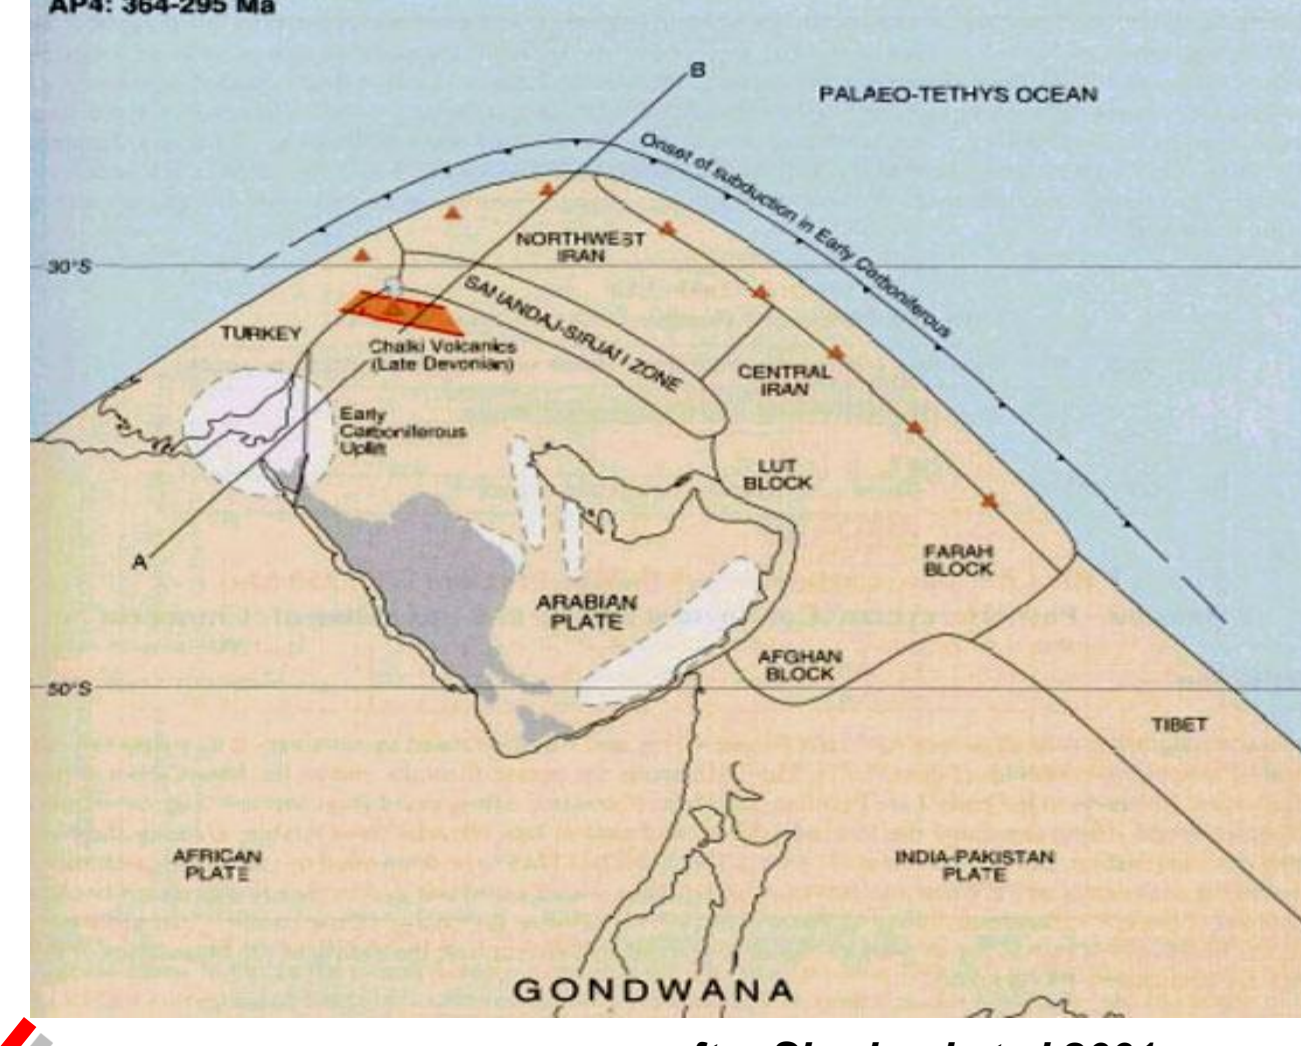 AP4: 364-295 Ma
B
PALAEO-TETHYS OCEAN
Onset of subduction in Early Carboniferous
NORTHWEST
IRAN
30°S
SANANDAJ-SIRJAN ZONE
TURKEY
Chalki Volcanics
(Late Devonian)
CENTRAL
IRAN
Early
Carboniferous
Uplift
LUT
BLOCK
A
FARAH
BLOCK
ARABIAN
PLATE
AFGHAN
BLOCK
50°S
TIBET
AFRICAN
PLATE
INDIA-PAKISTAN
PLATE
GONDWANA